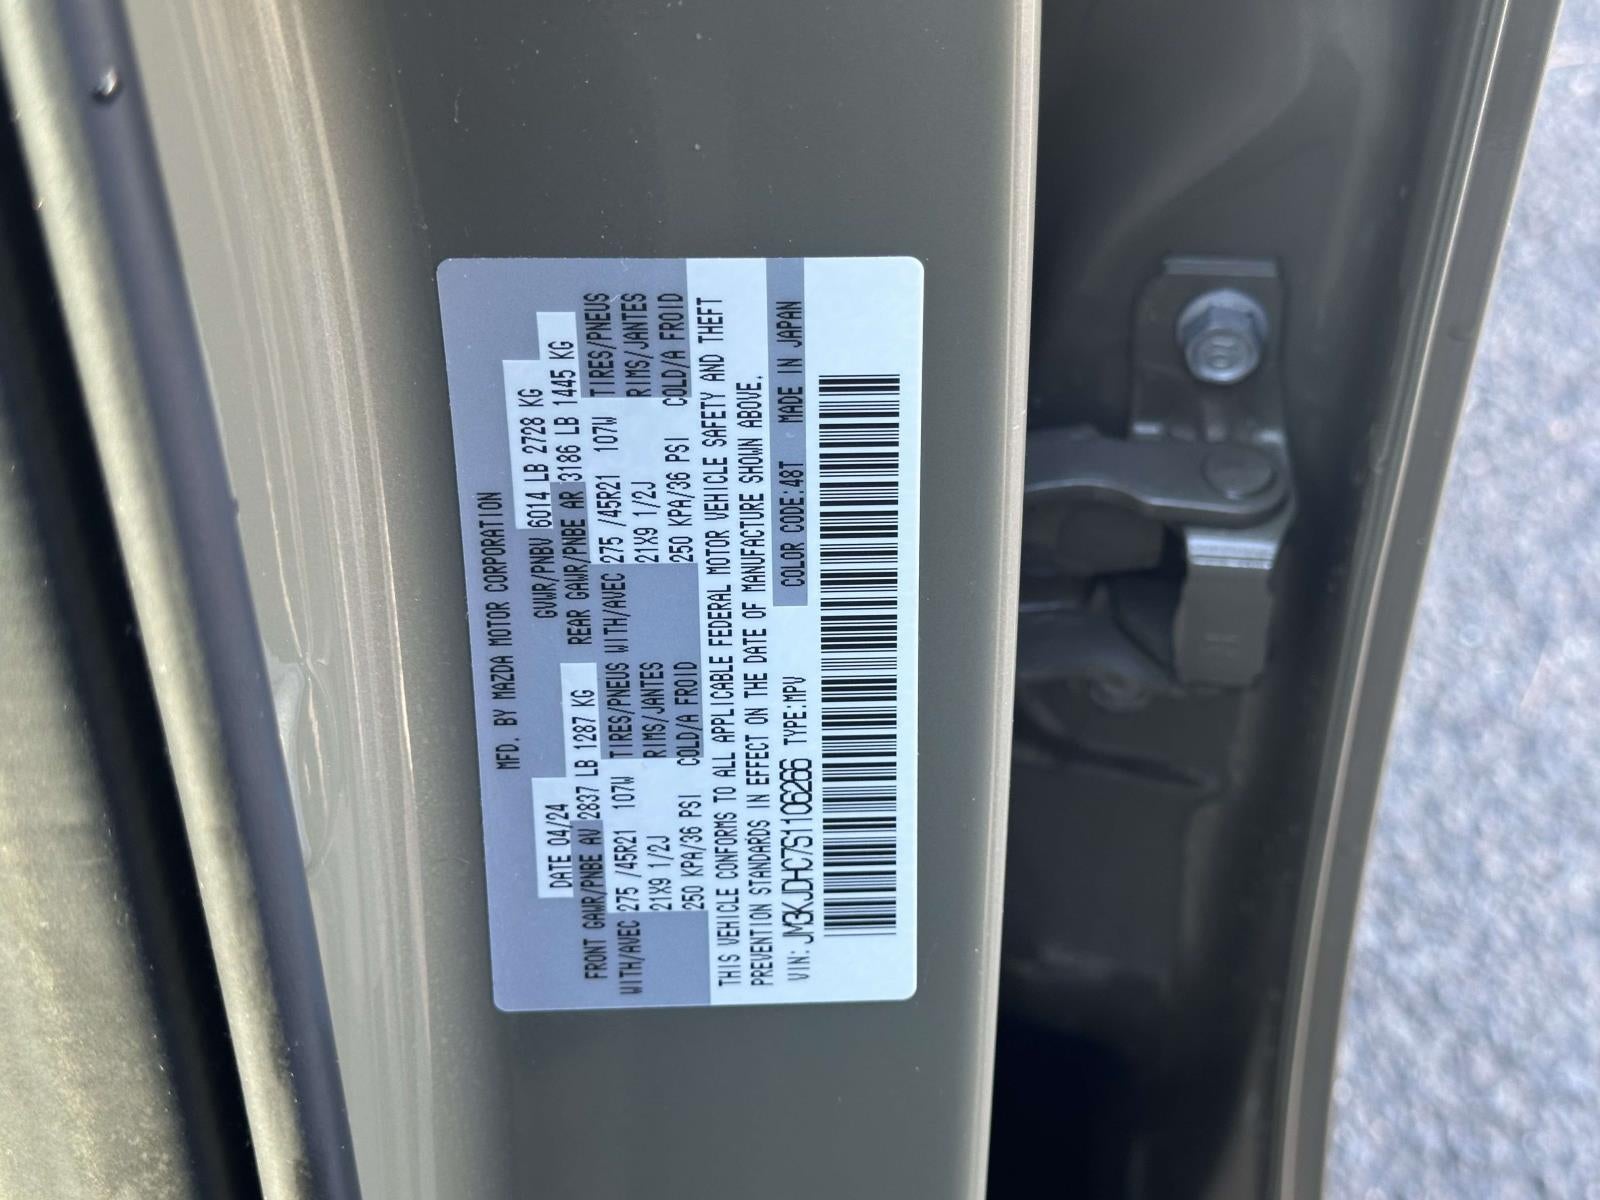 MFD. BY MAZDA MOTOR CORPORATION
DATE 04/24 GVWR/PNBV 6014 LB 2728 KG
FRONT GAWR/PNBE AV 2837 LB 1287 KG REAR GAWR/PNBE AR 3186 LB 1445 KG
WITH/AVEC 275 /45R21 107W TIRES/PNEUS WITH/AVEC 275 /45R21 107W TIRES/PNEUS
21X9 1/2J RIMS/JANTES 21X9 1/2J RIMS/JANTES
250 KPA/36 PSI COLD/A FROID 250 KPA/36 PSI COLD/A FROID
THIS VEHICLE CONFORMS TO ALL APPLICABLE FEDERAL MOTOR VEHICLE SAFETY AND THEFT
PREVENTION STANDARDS IN EFFECT ON THE DATE OF MANUFACTURE SHOWN ABOVE.
VIN: JM3KJDHC7S1106266 TYPE:MPV COLOR CODE:48T MADE IN JAPAN